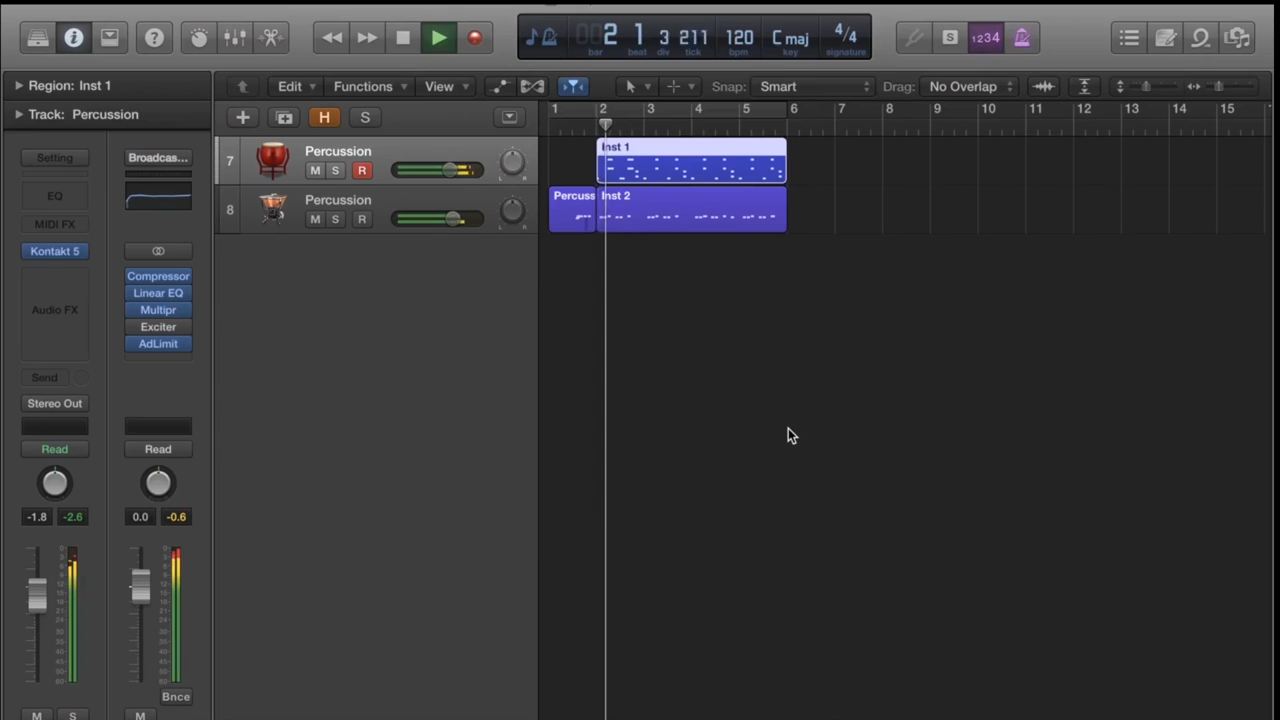 2 1 3 211 120 C maj 4/4
bar beat div tick bpm key signature
S 1234
Region: Inst 1
Edit Functions View Snap: Smart Drag: No Overlap
Track: Percussion
H S
1 2 3 4 5 6 7 8 9 10 11 12 13 14 15
Setting Broadcas...
EQ
MIDI FX
Kontakt 5
Audio FX
Compressor
Linear EQ
Multipr
Exciter
AdLimit
Send
Stereo Out
Read Read
-1.8 -2.6 0.0 -0.6
Bnce
M S M
7 Percussion
M S R
L R
8 Percussion
M S R
L R
Inst 1
Percuss Inst 2